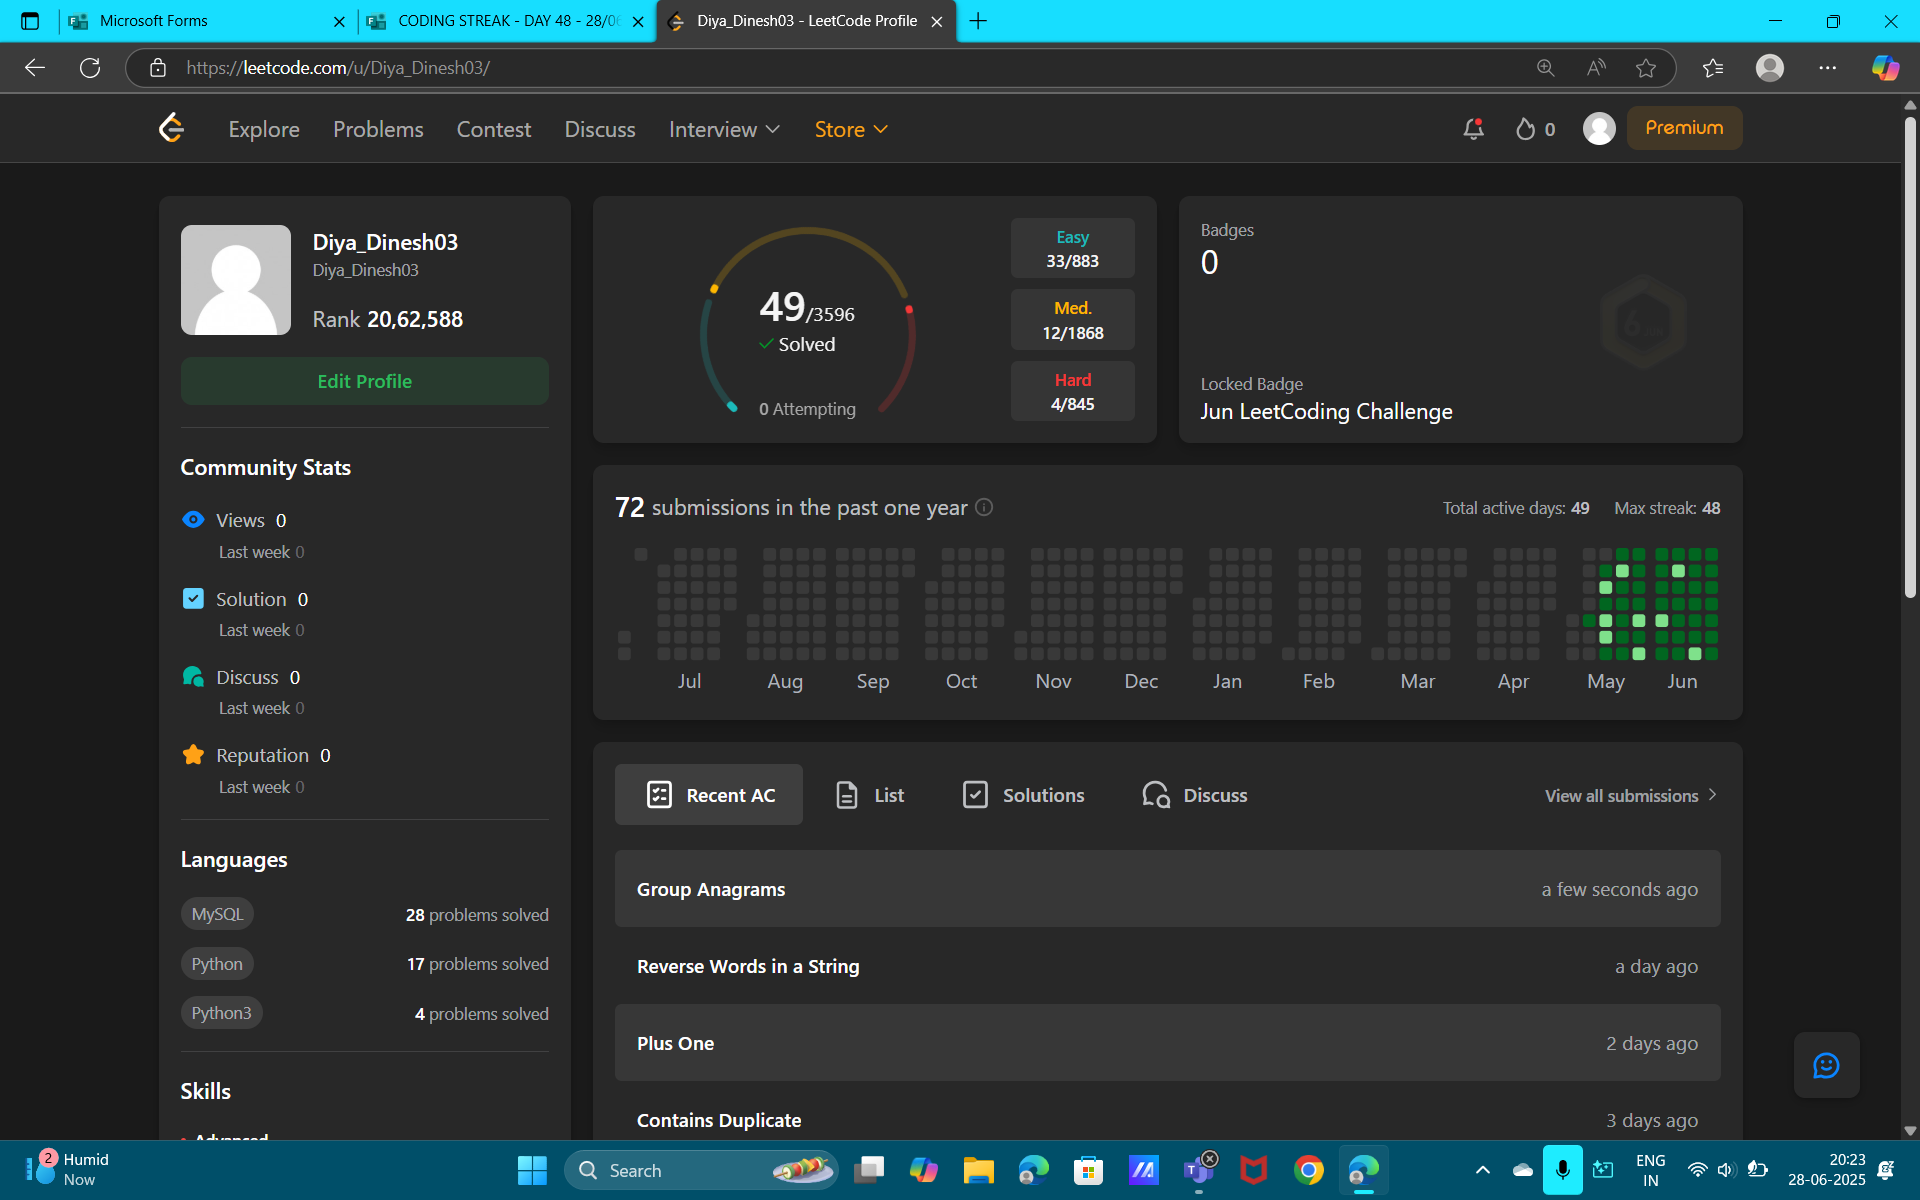 Microsoft Forms
CODING STREAK - DAY 48 - 28/06
Diya_Dinesh03 - LeetCode Profile
https://leetcode.com/u/Diya_Dinesh03/
Explore
Problems
Contest
Discuss
Interview
Store
0
Premium
Diya_Dinesh03
Diya_Dinesh03
Rank 20,62,588
Edit Profile
Community Stats
Views 0
Last week 0
Solution 0
Last week 0
Discuss 0
Last week 0
Reputation 0
Last week 0
Languages
MySQL 28 problems solved
Python 17 problems solved
Python3 4 problems solved
Skills
Advanced
49/3596
Solved
0 Attempting
Easy
33/883
Med.
12/1868
Hard
4/845
Badges
0
Locked Badge
Jun LeetCoding Challenge
72 submissions in the past one year
Total active days: 49 Max streak: 48
Jul Aug Sep Oct Nov Dec Jan Feb Mar Apr May Jun
Recent AC
List
Solutions
Discuss
View all submissions
Group Anagrams a few seconds ago
Reverse Words in a String a day ago
Plus One 2 days ago
Contains Duplicate 3 days ago
2
Humid
Now
Search
ENG
IN
20:23
28-06-2025